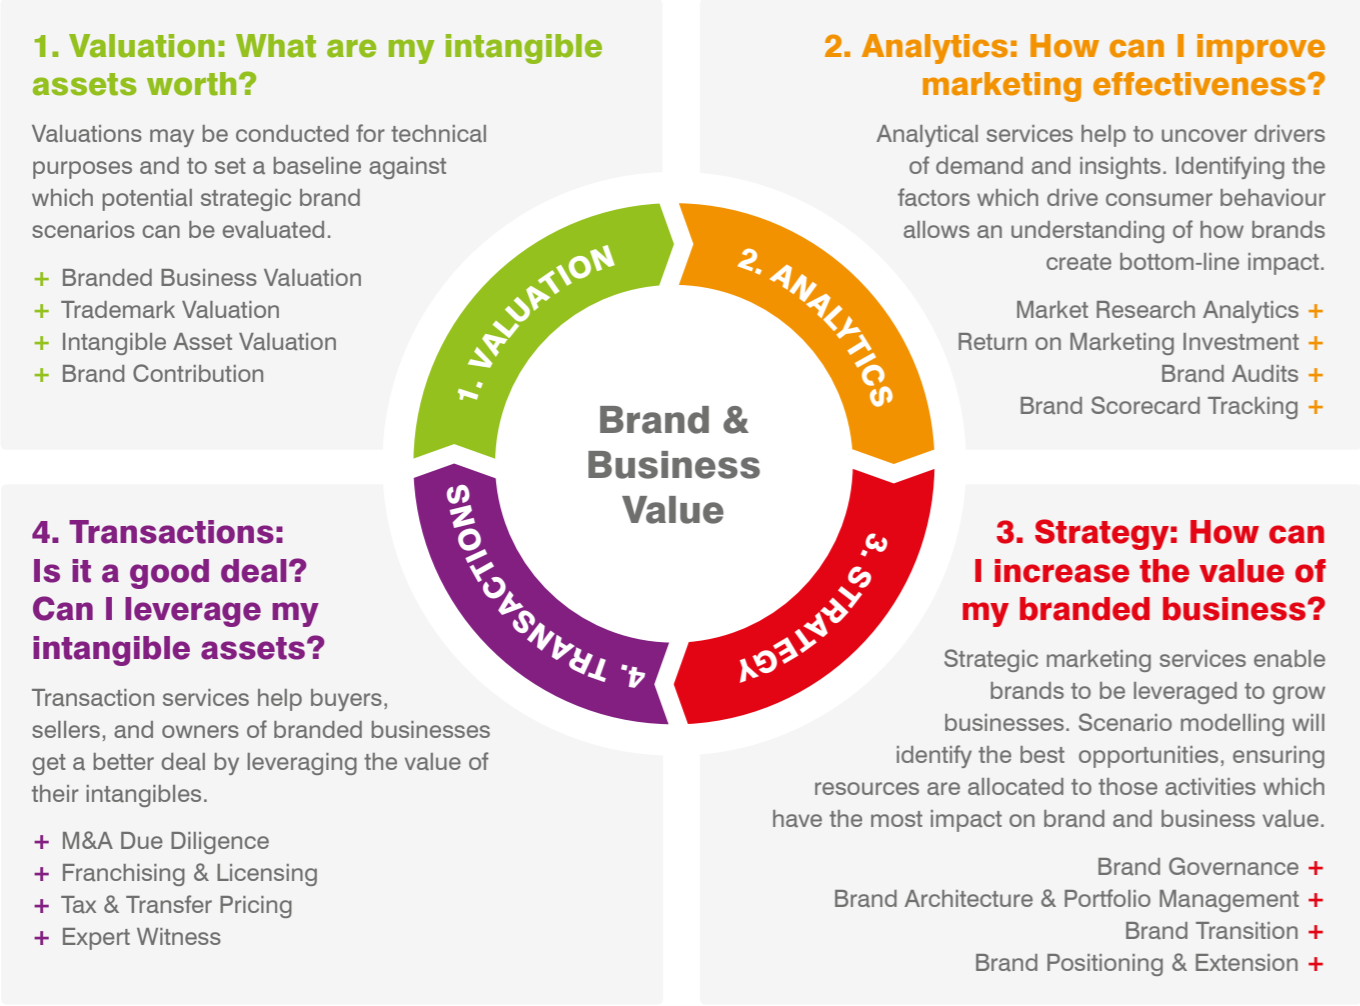 1. Valuation: What are my intangible
assets worth?
Valuations may be conducted for technical
purposes and to set a baseline against
which potential strategic brand
scenarios can be evaluated.
+ Branded Business Valuation
+ Trademark Valuation
+ Intangible Asset Valuation
+ Brand Contribution
2. Analytics: How can I improve
marketing effectiveness?
Analytical services help to uncover drivers
of demand and insights. Identifying the
factors which drive consumer behaviour
allows an understanding of how brands
create bottom-line impact.
Market Research Analytics +
Return on Marketing Investment +
Brand Audits +
Brand Scorecard Tracking +
1. VALUATION
2. ANALYTICS
3. STRATEGY
4. TRANSACTIONS
Brand &
Business
Value
4. Transactions:
Is it a good deal?
Can I leverage my
intangible assets?
Transaction services help buyers,
sellers, and owners of branded businesses
get a better deal by leveraging the value of
their intangibles.
+ M&A Due Diligence
+ Franchising & Licensing
+ Tax & Transfer Pricing
+ Expert Witness
3. Strategy: How can
I increase the value of
my branded business?
Strategic marketing services enable
brands to be leveraged to grow
businesses. Scenario modelling will
identify the best opportunities, ensuring
resources are allocated to those activities which
have the most impact on brand and business value.
Brand Governance +
Brand Architecture & Portfolio Management +
Brand Transition +
Brand Positioning & Extension +